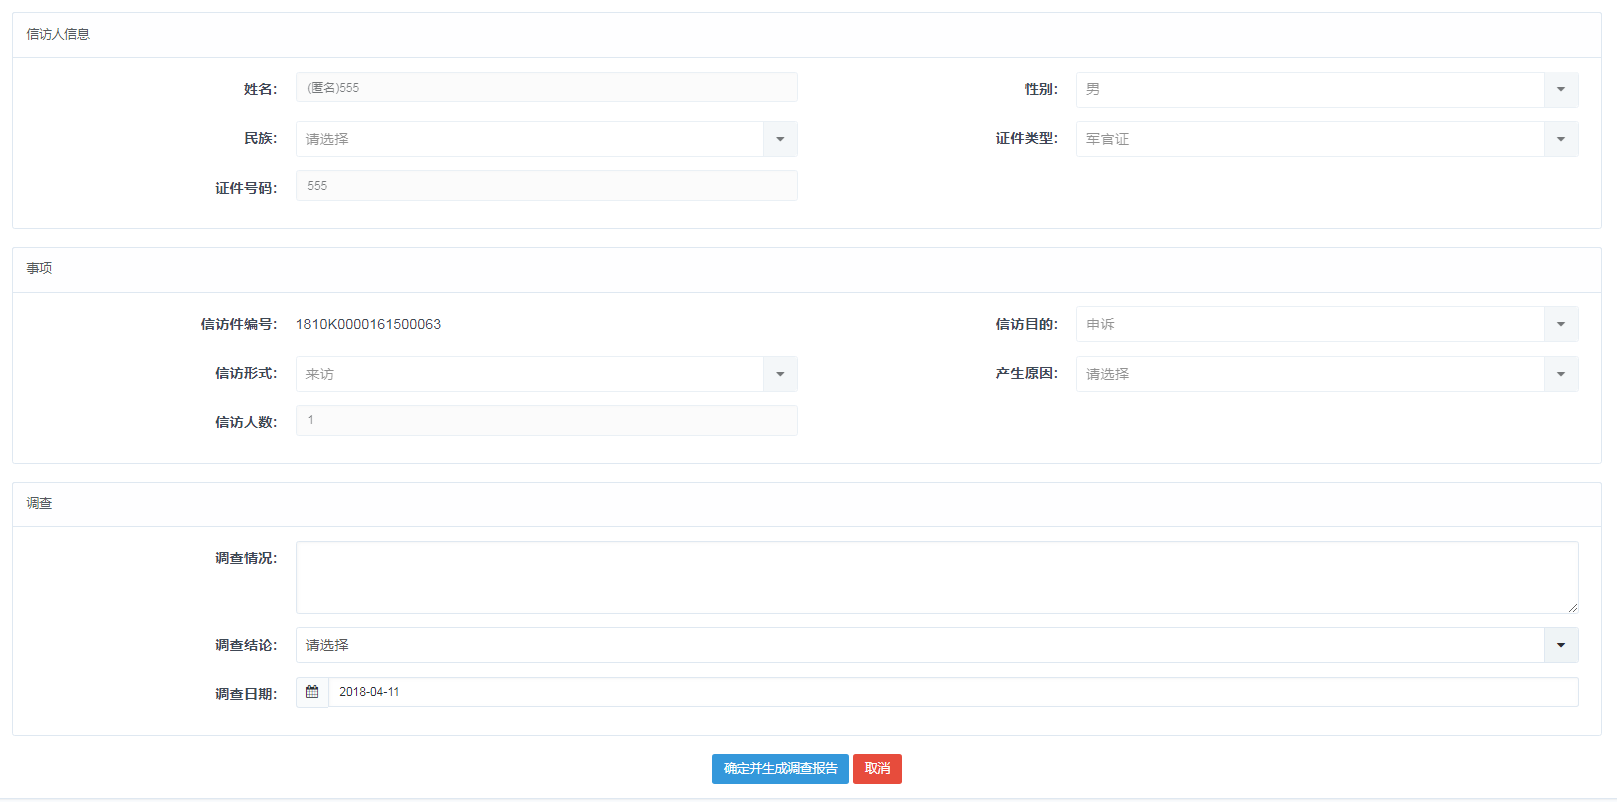 信访人信息
姓名： (匿名)555 性别： 男
民族： 请选择 证件类型： 军官证
证件号码： 555
事项
信访件编号： 1810K0000161500063 信访目的： 申诉
信访形式： 来访 产生原因： 请选择
信访人数： 1
调查
调查情况：
调查结论： 请选择
调查日期： 2018-04-11
确定并生成调查报告 取消